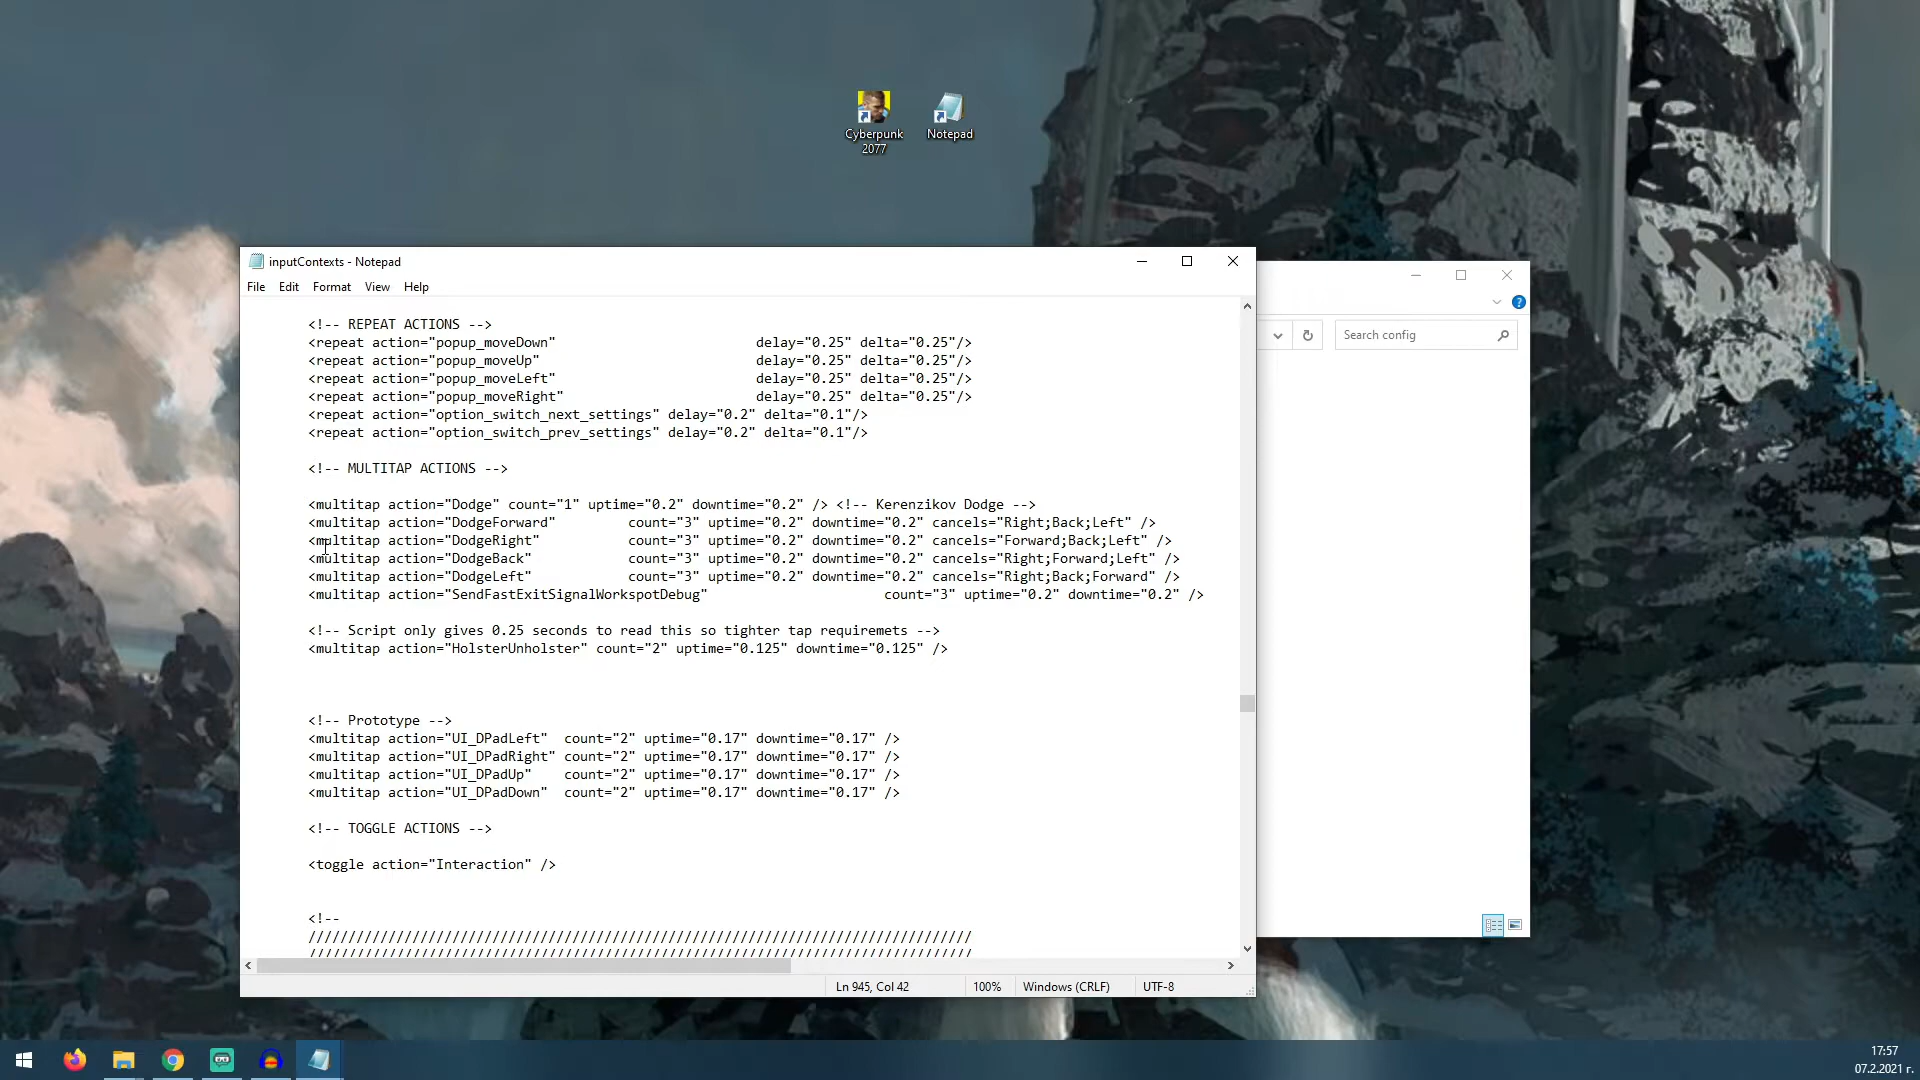 Cyberpunk
2077
Notepad
inputContexts - Notepad
File Edit Format View Help
<!-- REPEAT ACTIONS -->
<repeat action="popup_moveDown" delay="0.25" delta="0.25"/>
<repeat action="popup_moveUp" delay="0.25" delta="0.25"/>
<repeat action="popup_moveLeft" delay="0.25" delta="0.25"/>
<repeat action="popup_moveRight" delay="0.25" delta="0.25"/>
<repeat action="option_switch_next_settings" delay="0.2" delta="0.1"/>
<repeat action="option_switch_prev_settings" delay="0.2" delta="0.1"/>
<!-- MULTITAP ACTIONS -->
<multitap action="Dodge" count="1" uptime="0.2" downtime="0.2" /> <!-- Kerenzikov Dodge -->
<multitap action="DodgeForward" count="3" uptime="0.2" downtime="0.2" cancels="Right;Back;Left" />
<multitap action="DodgeRight" count="3" uptime="0.2" downtime="0.2" cancels="Forward;Back;Left" />
<multitap action="DodgeBack" count="3" uptime="0.2" downtime="0.2" cancels="Right;Forward;Left" />
<multitap action="DodgeLeft" count="3" uptime="0.2" downtime="0.2" cancels="Right;Back;Forward" />
<multitap action="SendFastExitSignalWorkspotDebug" count="3" uptime="0.2" downtime="0.2" />
<!-- Script only gives 0.25 seconds to read this so tighter tap requiremets -->
<multitap action="HolsterUnholster" count="2" uptime="0.125" downtime="0.125" />
<!-- Prototype -->
<multitap action="UI_DPadLeft" count="2" uptime="0.17" downtime="0.17" />
<multitap action="UI_DPadRight" count="2" uptime="0.17" downtime="0.17" />
<multitap action="UI_DPadUp" count="2" uptime="0.17" downtime="0.17" />
<multitap action="UI_DPadDown" count="2" uptime="0.17" downtime="0.17" />
<!-- TOGGLE ACTIONS -->
<toggle action="Interaction" />
<!--
///////////////////////////////////////////////////////////////////////////////////
///////////////////////////////////////////////////////////////////////////////////
Ln 945, Col 42 100% Windows (CRLF) UTF-8
Search config
17:57
07.2.2021 г.